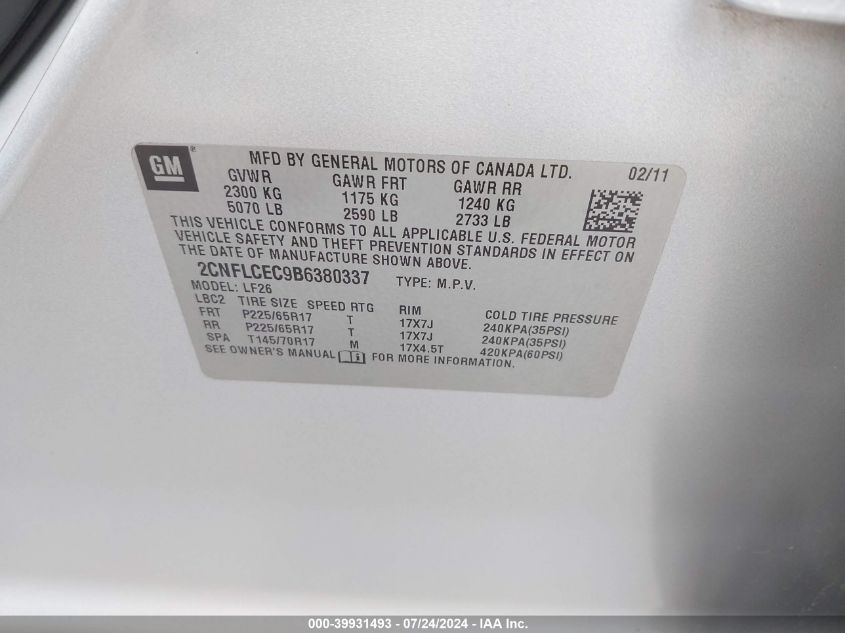 GM® MFD BY GENERAL MOTORS OF CANADA LTD. 02/11
GVWR GAWR FRT GAWR RR
2300 KG 1175 KG 1240 KG
5070 LB 2590 LB 2733 LB
THIS VEHICLE CONFORMS TO ALL APPLICABLE U.S. FEDERAL MOTOR
VEHICLE SAFETY AND THEFT PREVENTION STANDARDS IN EFFECT ON
THE DATE OF MANUFACTURE SHOWN ABOVE.
2CNFLCEC9B6380337 TYPE: M.P.V.
MODEL: LF26
LBC2 TIRE SIZE SPEED RTG RIM COLD TIRE PRESSURE
FRT P225/65R17 T 17X7J 240KPA(35PSI)
RR P225/65R17 T 17X7J 240KPA(35PSI)
SPA T145/70R17 M 17X4.5T 420KPA(60PSI)
SEE OWNER'S MANUAL FOR MORE INFORMATION.
000-39931493 - 07/24/2024 - IAA Inc.